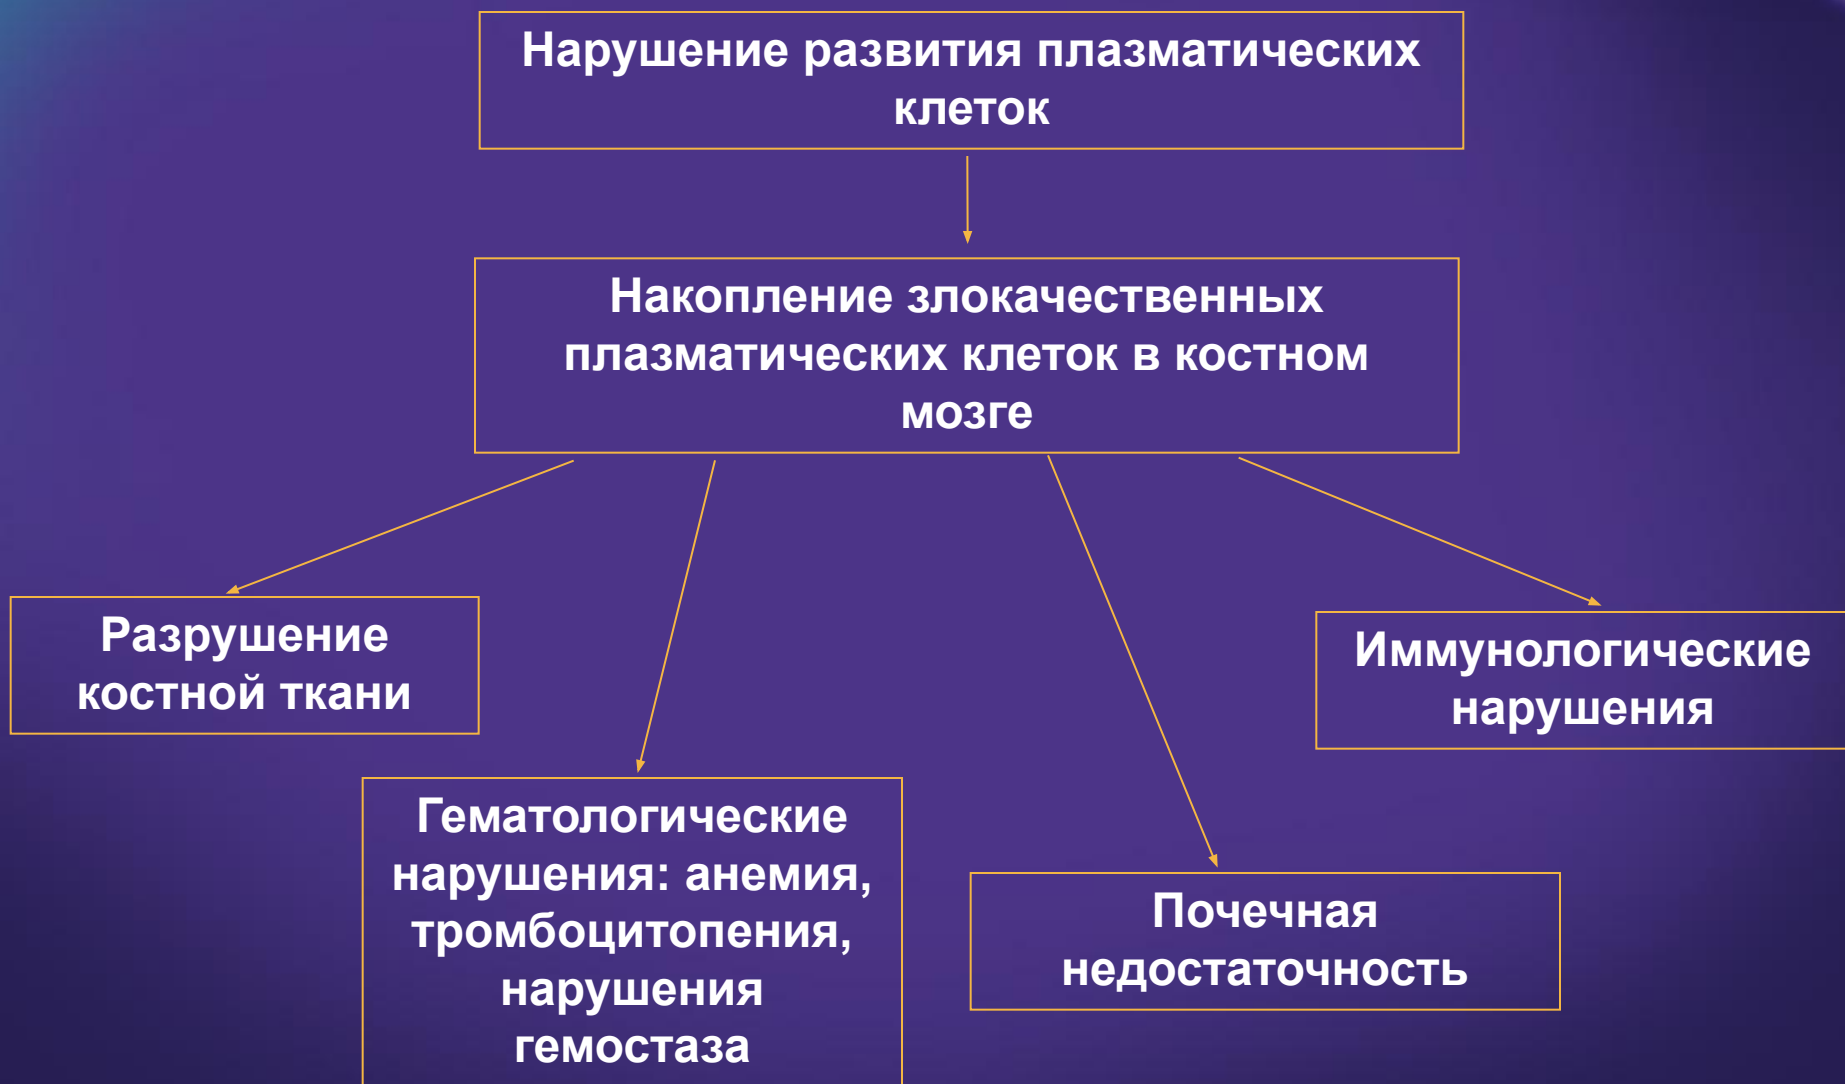 Нарушение развития плазматических
клеток
Накопление злокачественных
плазматических клеток в костном
мозге
Разрушение
костной ткани
Иммунологические
нарушения
Гематологические
нарушения: анемия,
тромбоцитопения,
нарушения
гемостаза
Почечная
недостаточность